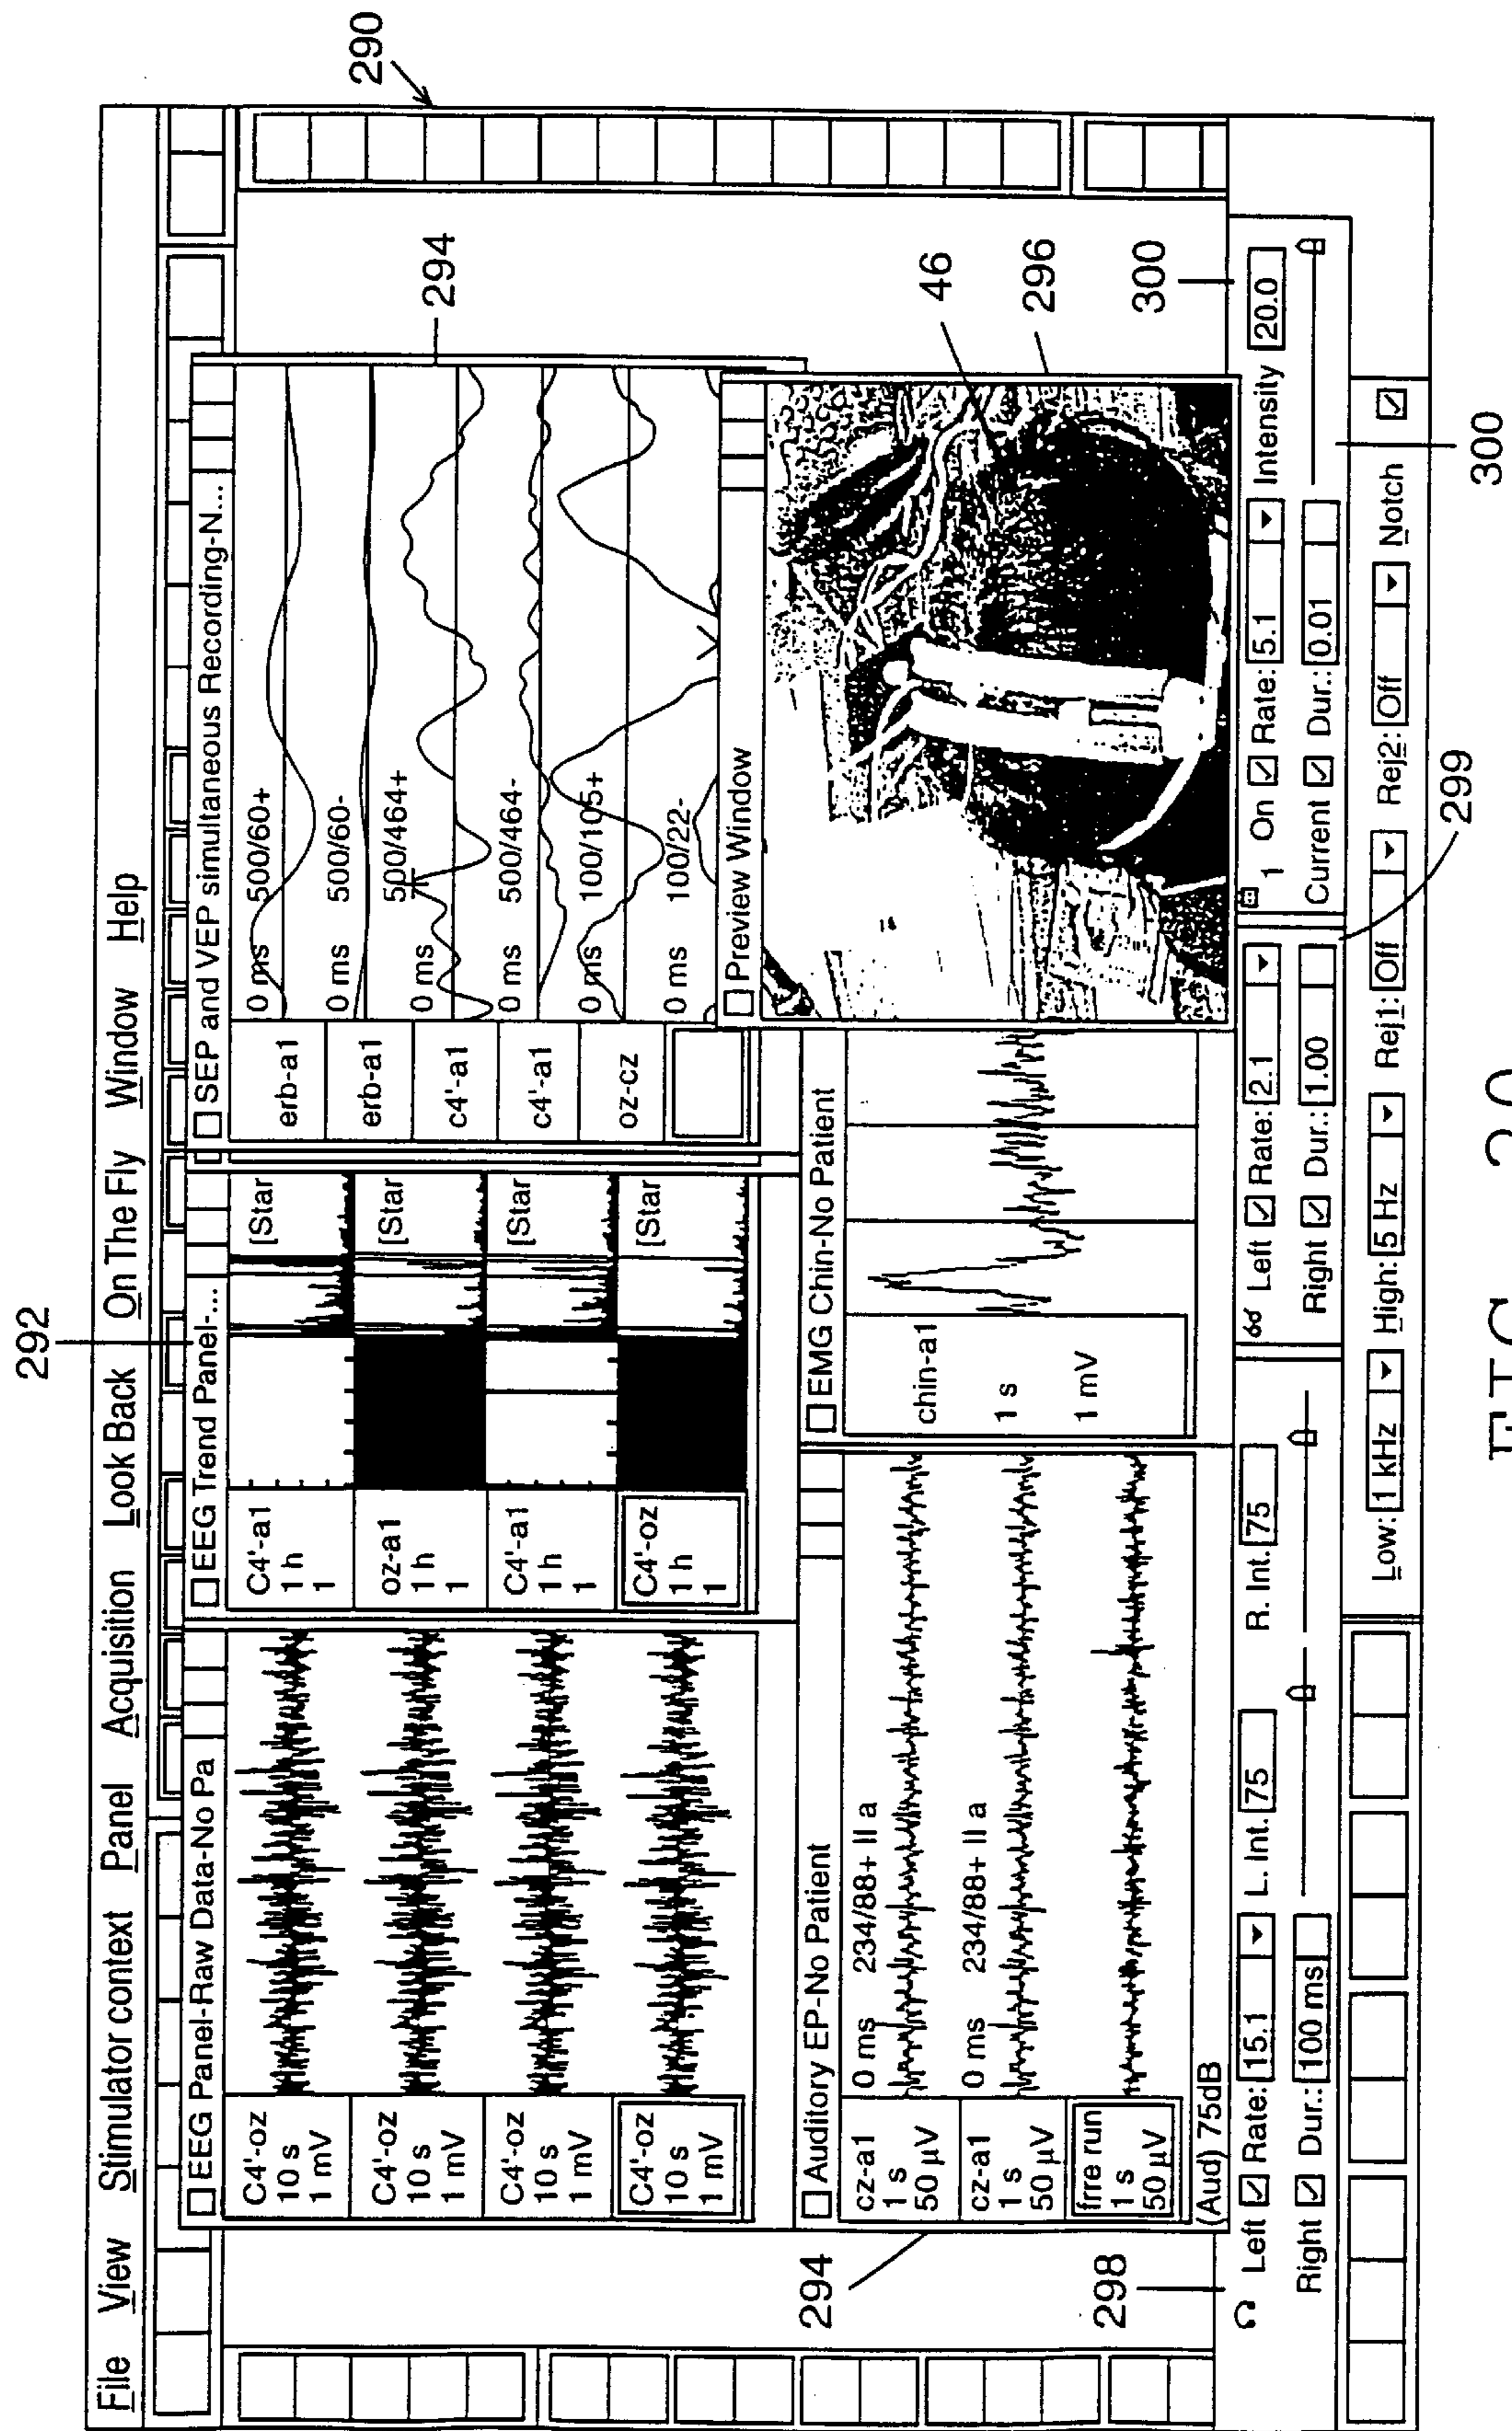 290
File View Stimulator context Panel Acquisition Look Back On The Fly Window Help
292
EEG Panel-Raw Data-No Pa
C4'-oz
10 s
1 mV
C4'-oz
10 s
1 mV
C4'-oz
10 s
1 mV
C4'-oz
10 s
1 mV
EEG Trend Panel-...
C4'-a1
1 h
1
[Star
oz-a1
1 h
1
[Star
C4'-a1
1 h
1
[Star
C4'-oz
1 h
1
[Star
SEP and VEP simultaneous Recording-N...
erb-a1
0 ms 500/60+
erb-a1
0 ms 500/60-
c4'-a1
0 ms 500/464+
c4'-a1
0 ms 500/464-
oz-cz
0 ms 100/105+
0 ms 100/22-
294
Auditory EP-No Patient
cz-a1
1 s
50 µV
0 ms 234/88+ II a
cz-a1
1 s
50 µV
0 ms 234/88+ II a
frre run
1 s
50 µV
(Aud) 75dB
294
EMG Chin-No Patient
chin-a1
1 s
1 mV
Preview Window
46
296
298
Left Rate: 15.1 L. Int. 75 R. Int. 75
Right Dur.: 100 ms
Left Rate: 2.1
Right Dur.: 1.00
299
1 On Rate: 5.1 Intensity 20.0
Current Dur.: 0.01
300
300
Low: 1 kHz High: 5 Hz Rej1: Off Rej2: Off Notch